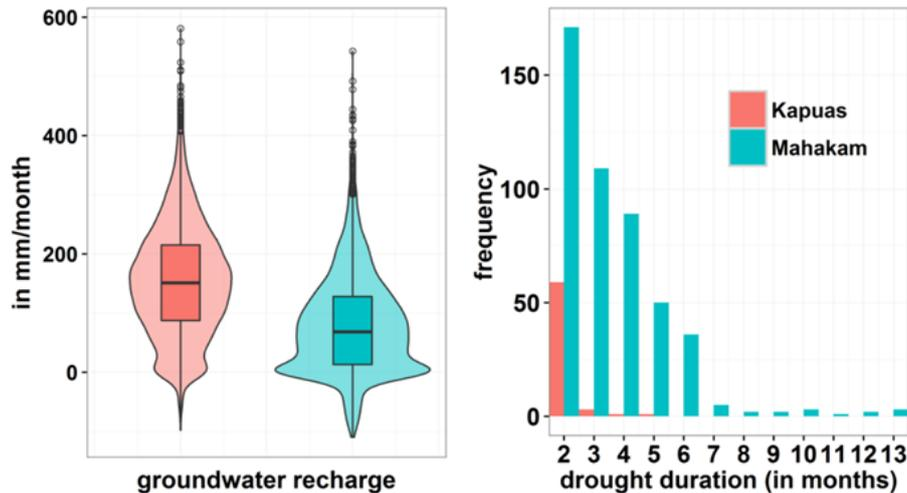 600
400
200
0
in mm/month
groundwater recharge
150
100
50
0
frequency
Kapuas
Mahakam
2 3 4 5 6 7 8 9 10 11 12 13
drought duration (in months)